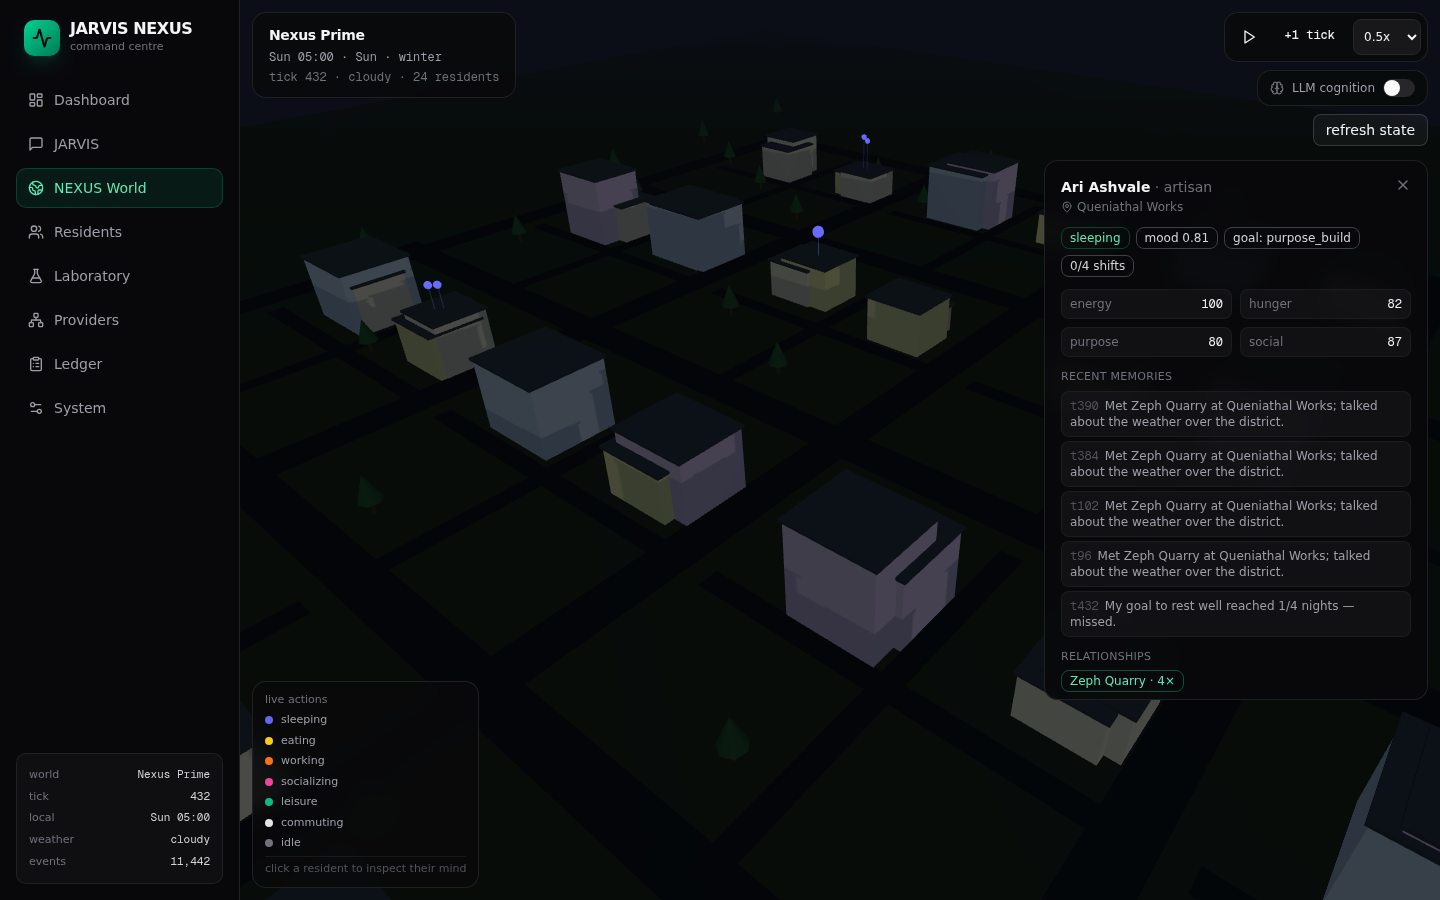 JARVIS NEXUS
command centre
Dashboard
JARVIS
NEXUS World
Residents
Laboratory
Providers
Ledger
System
world Nexus Prime
tick 432
local Sun 05:00
weather cloudy
events 11,442
Nexus Prime
Sun 05:00 · Sun · winter
tick 432 · cloudy · 24 residents
+1 tick 0.5x
LLM cognition
refresh state
Ari Ashvale · artisan
Queniathal Works
sleeping mood 0.81 goal: purpose_build
0/4 shifts
energy 100 hunger 82
purpose 80 social 87
RECENT MEMORIES
t390 Met Zeph Quarry at Queniathal Works; talked
about the weather over the district.
t384 Met Zeph Quarry at Queniathal Works; talked
about the weather over the district.
t102 Met Zeph Quarry at Queniathal Works; talked
about the weather over the district.
t96 Met Zeph Quarry at Queniathal Works; talked
about the weather over the district.
t432 My goal to rest well reached 1/4 nights —
missed.
RELATIONSHIPS
Zeph Quarry · 4×
live actions
sleeping
eating
working
socializing
leisure
commuting
idle
click a resident to inspect their mind